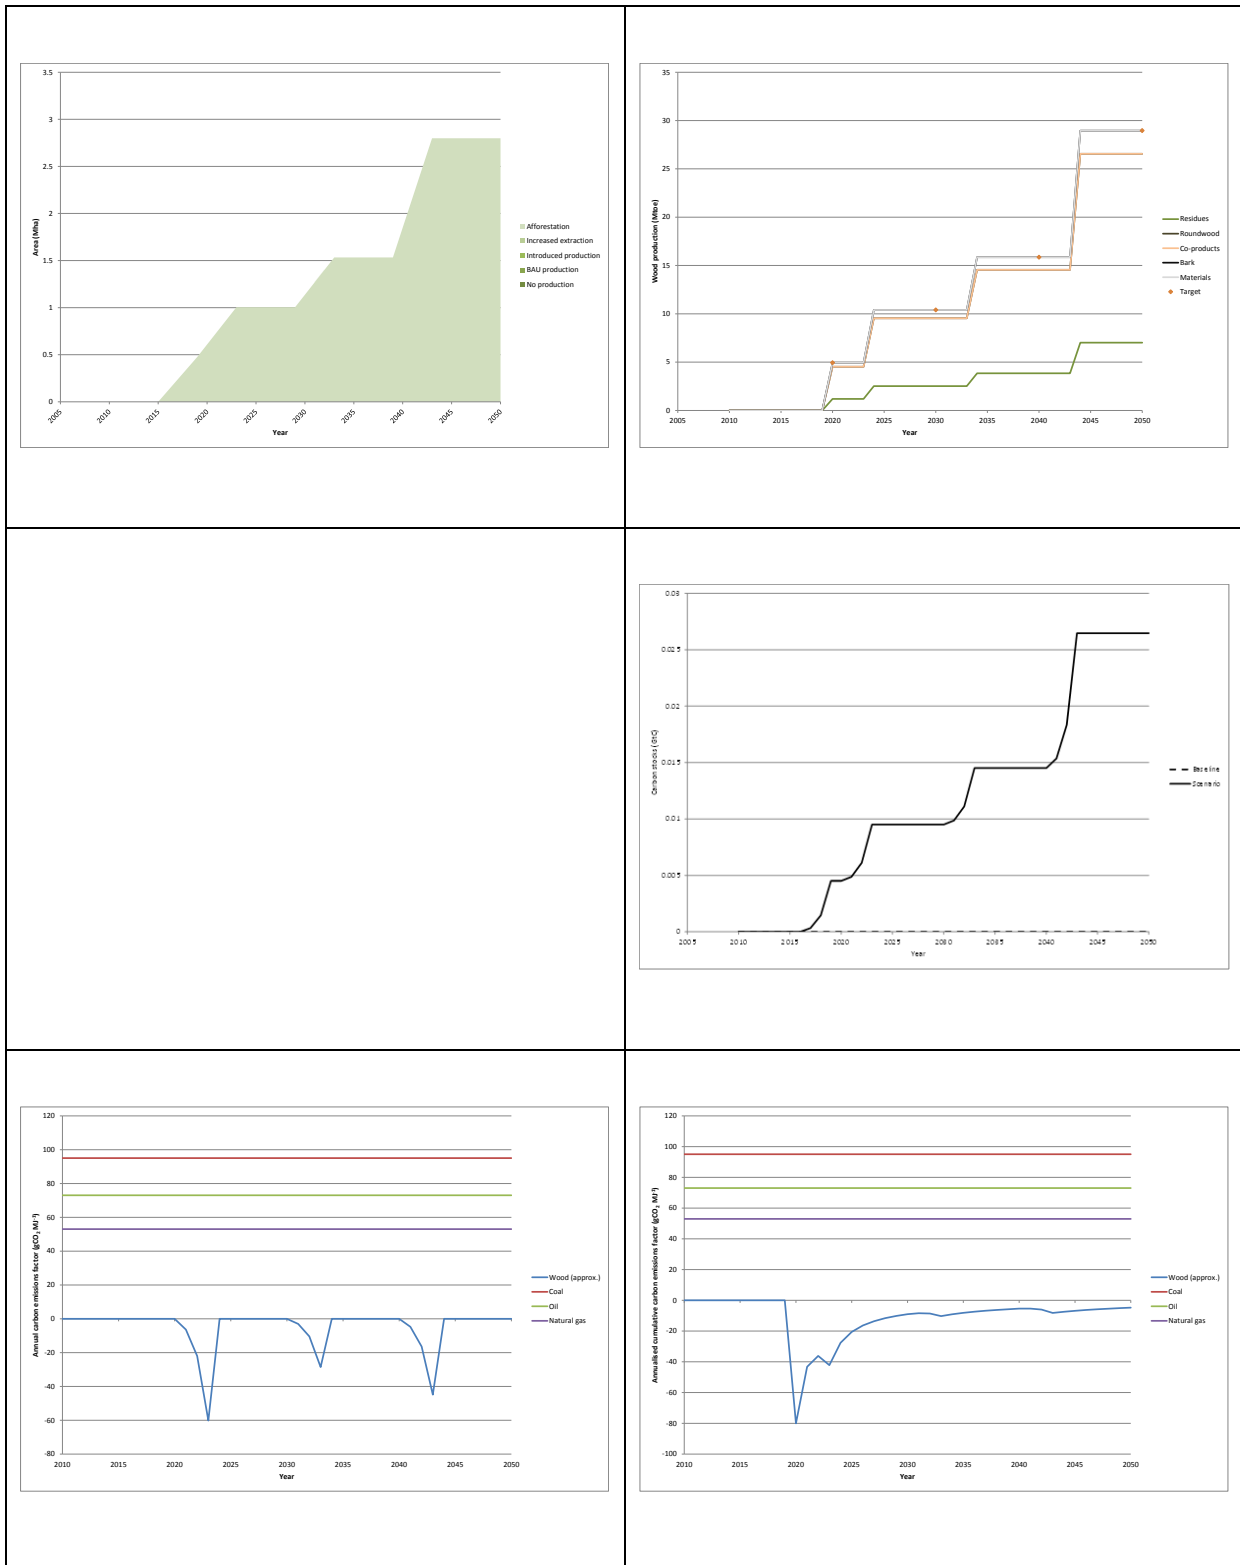 3.5
3
2.5
2
1.5
1
0.5
0
Area (Mha)
2005 2010 2015 2020 2025 2030 2035 2040 2045 2050
Year
Afforestation
Increased extraction
Introduced production
BAU production
No production
35
30
25
20
15
10
5
0
Wood production (Mtoe)
2005 2010 2015 2020 2025 2030 2035 2040 2045 2050
Year
Residues
Roundwood
Co-products
Bark
Materials
Target
0.03
0.025
0.02
0.015
0.01
0.005
0
Carbon stocks (GtC)
2005 2010 2015 2020 2025 2030 2035 2040 2045 2050
Year
Baseline
Scenario
120
100
80
60
40
20
0
-20
-40
-60
-80
Annual carbon emissions factor (gCO₂ MJ⁻¹)
2010 2015 2020 2025 2030 2035 2040 2045 2050
Year
Wood (approx.)
Coal
Oil
Natural gas
120
100
80
60
40
20
0
-20
-40
-60
-80
-100
Annualised cumulative carbon emissions factor (gCO₂ MJ⁻¹)
2010 2015 2020 2025 2030 2035 2040 2045 2050
Year
Wood (approx.)
Coal
Oil
Natural gas